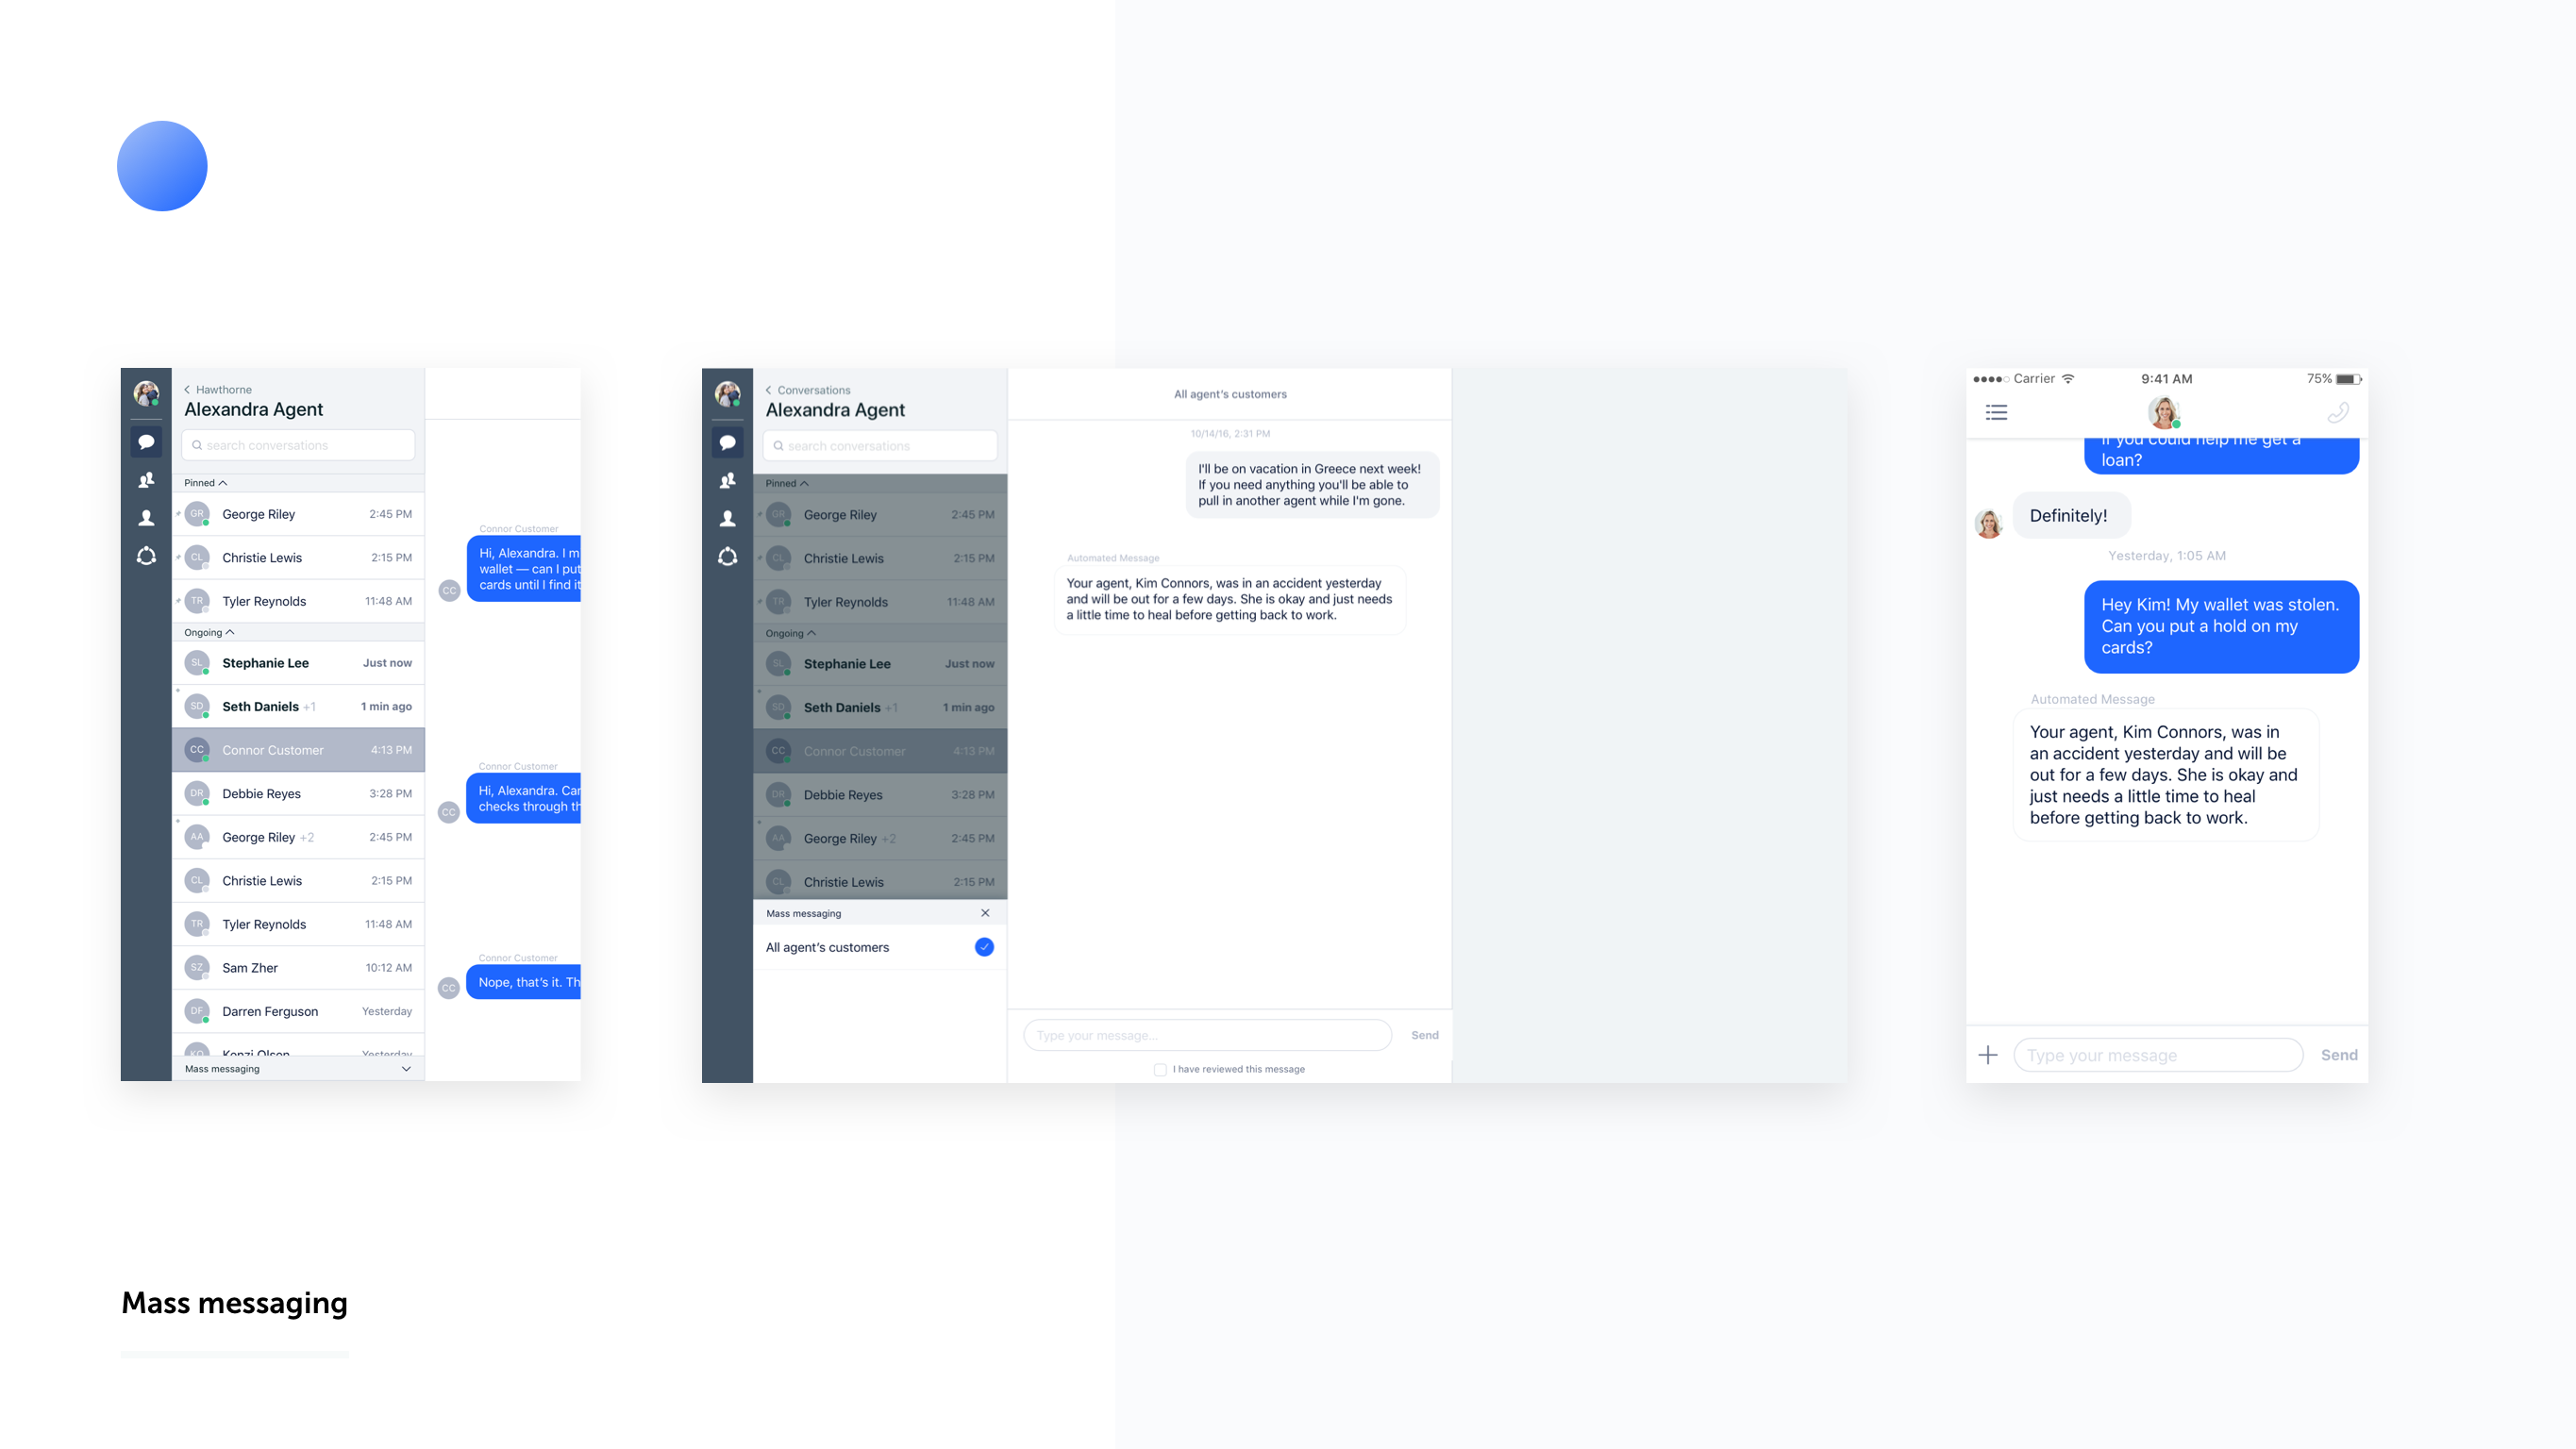 Hawthorne
Alexandra Agent
search conversations
Pinned
GR George Riley 2:45 PM
CL Christie Lewis 2:15 PM
TR Tyler Reynolds 11:48 AM
Ongoing
SL Stephanie Lee Just now
SD Seth Daniels +1 1 min ago
CC Connor Customer 4:13 PM
DR Debbie Reyes 3:28 PM
AA George Riley +2 2:45 PM
CL Christie Lewis 2:15 PM
TR Tyler Reynolds 11:48 AM
SZ Sam Zher 10:12 AM
DF Darren Ferguson Yesterday
KO Kenzi Olson Yesterday
Mass messaging
Connor Customer
Hi, Alexandra. I m
wallet — can I put
cards until I find it
CC
Connor Customer
Hi, Alexandra. Can
checks through th
CC
Connor Customer
Nope, that's it. Th
CC
Conversations
Alexandra Agent
search conversations
Pinned
GR George Riley 2:45 PM
CL Christie Lewis 2:15 PM
TR Tyler Reynolds 11:48 AM
Ongoing
SL Stephanie Lee Just now
SD Seth Daniels +1 1 min ago
CC Connor Customer 4:13 PM
DR Debbie Reyes 3:28 PM
AA George Riley +2 2:45 PM
CL Christie Lewis 2:15 PM
Mass messaging
All agent's customers
All agent's customers
10/14/16, 2:31 PM
I'll be on vacation in Greece next week!
If you need anything you'll be able to
pull in another agent while I'm gone.
Automated Message
Your agent, Kim Connors, was in an accident yesterday
and will be out for a few days. She is okay and just needs
a little time to heal before getting back to work.
Type your message... Send
I have reviewed this message
Carrier 9:41 AM 75%
if you could help me get a
loan?
Definitely!
Yesterday, 1:05 AM
Hey Kim! My wallet was stolen.
Can you put a hold on my
cards?
Automated Message
Your agent, Kim Connors, was in
an accident yesterday and will be
out for a few days. She is okay and
just needs a little time to heal
before getting back to work.
Type your message Send
Mass messaging